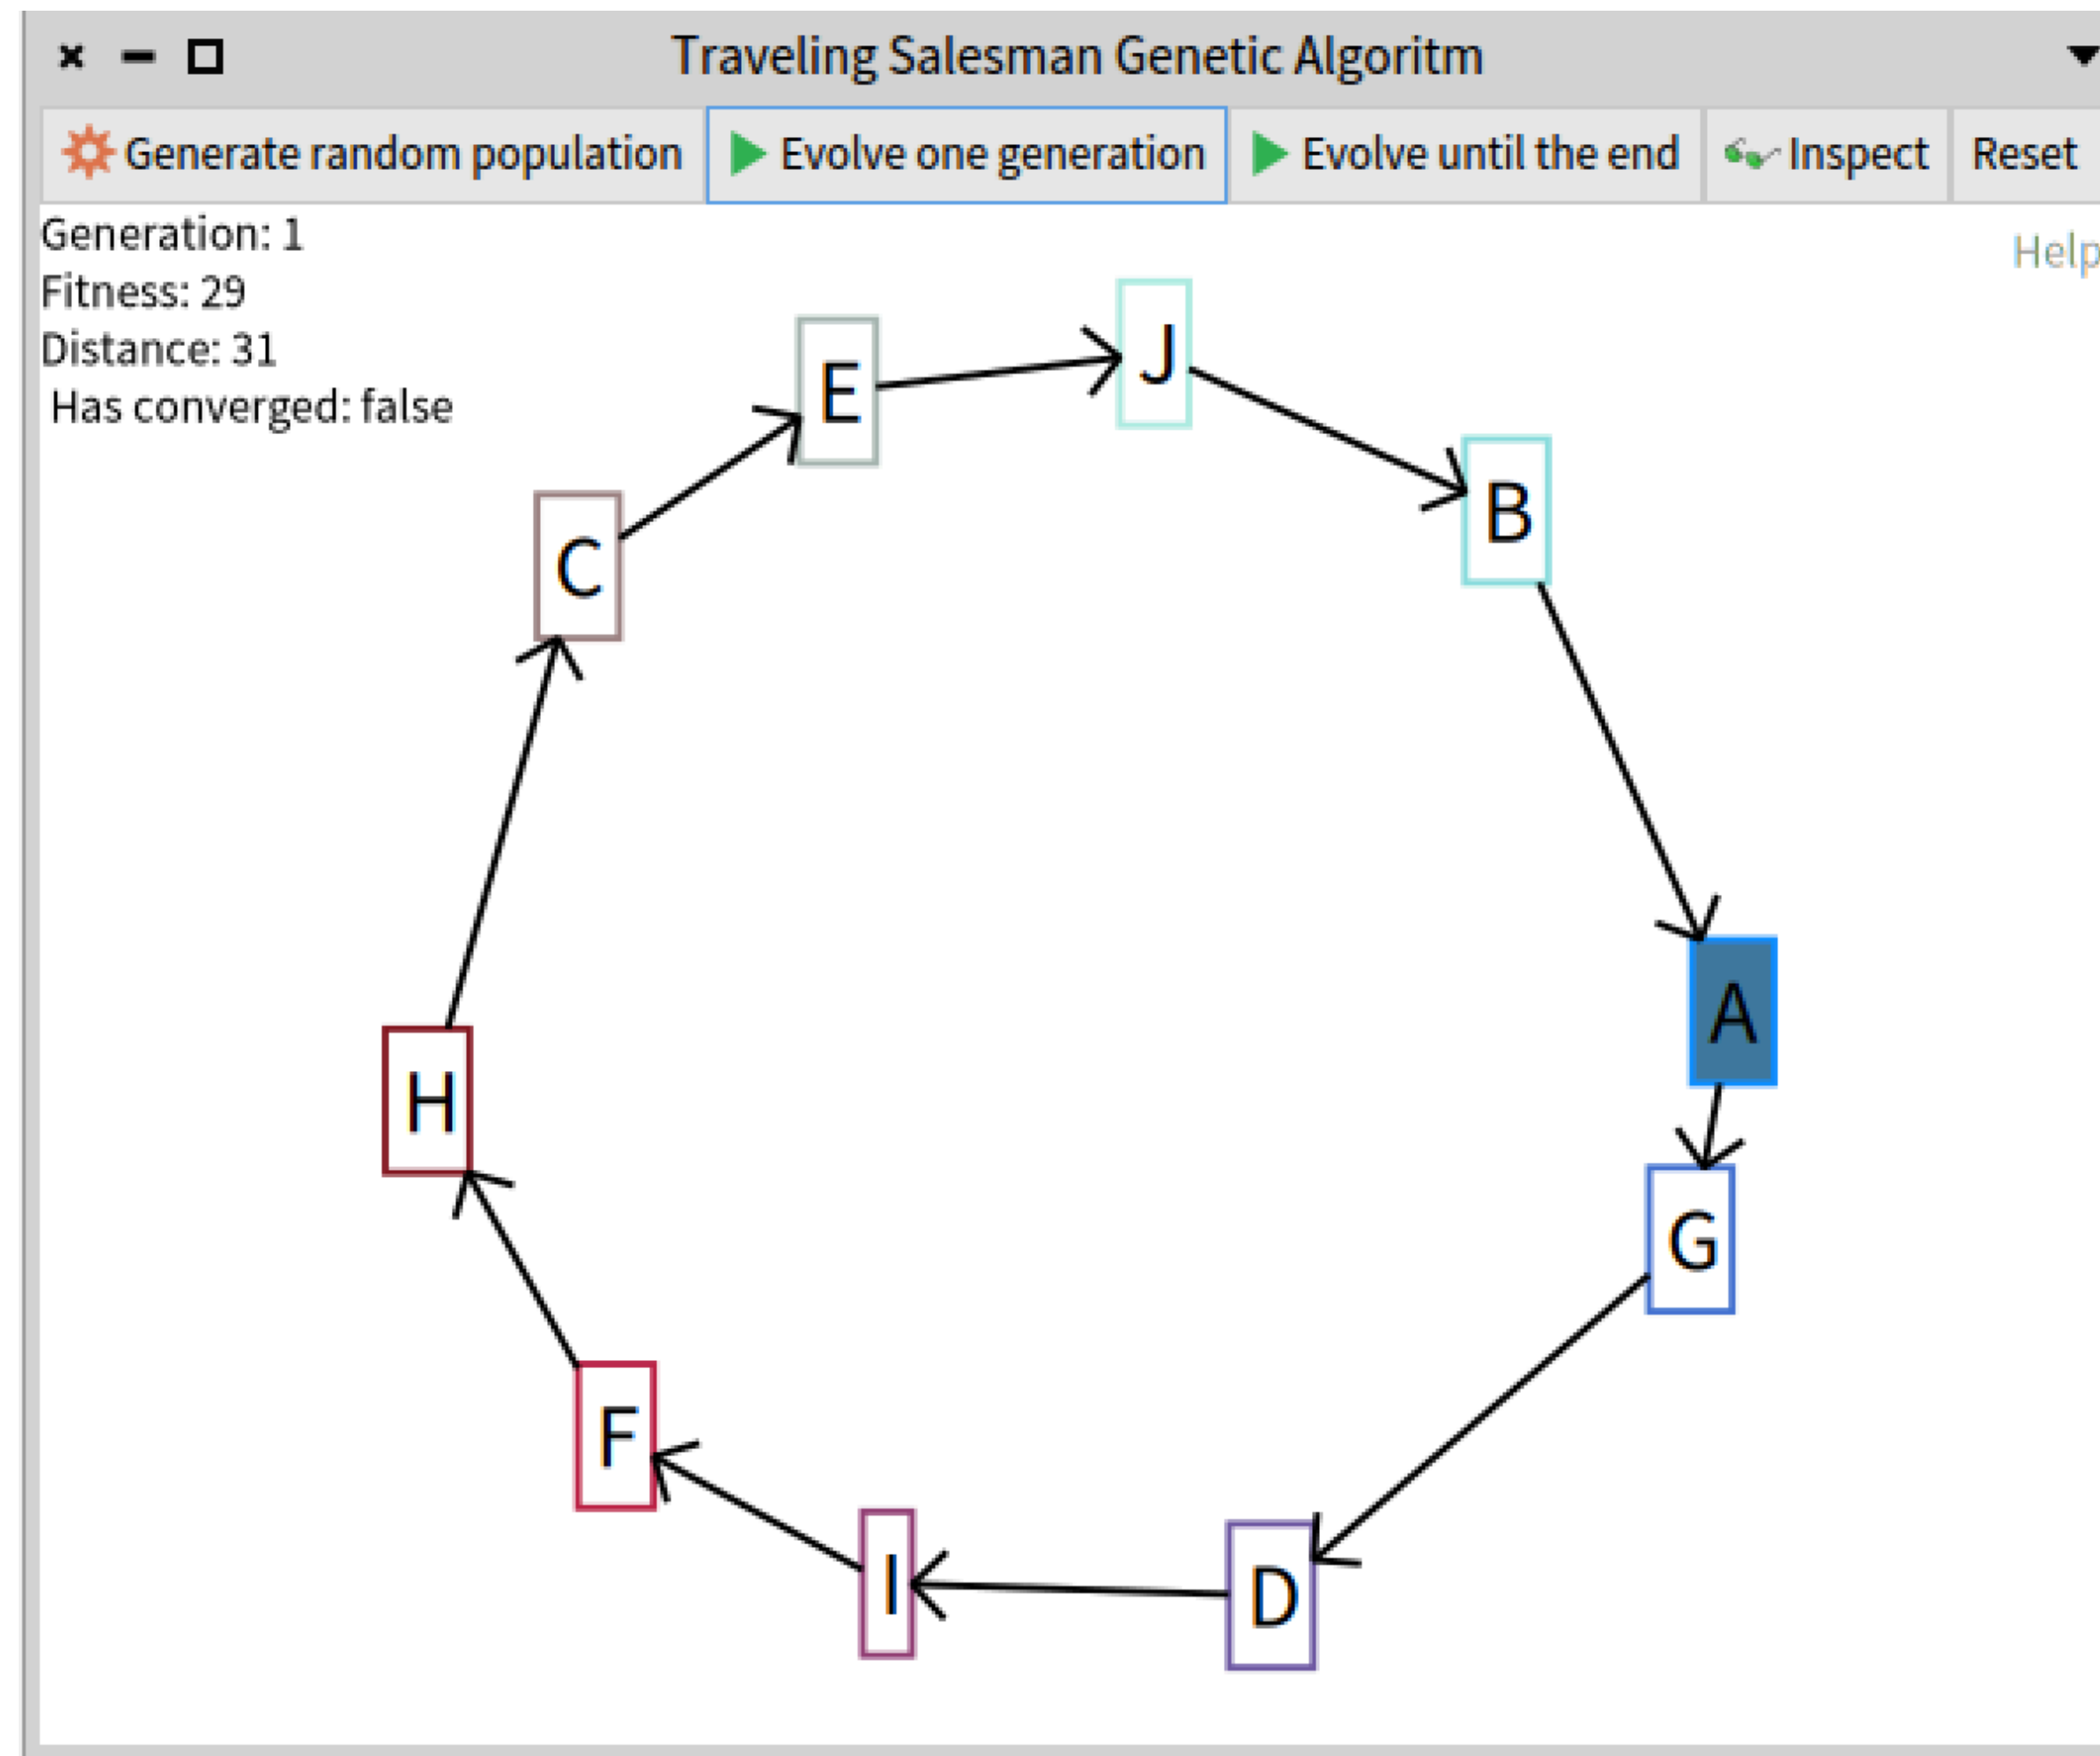 Traveling Salesman Genetic Algoritm
Generate random population Evolve one generation Evolve until the end Inspect Reset
Generation: 1
Help
Fitness: 29
Distance: 31
Has converged: false
J
E
B
C
A
H
G
F
I
D